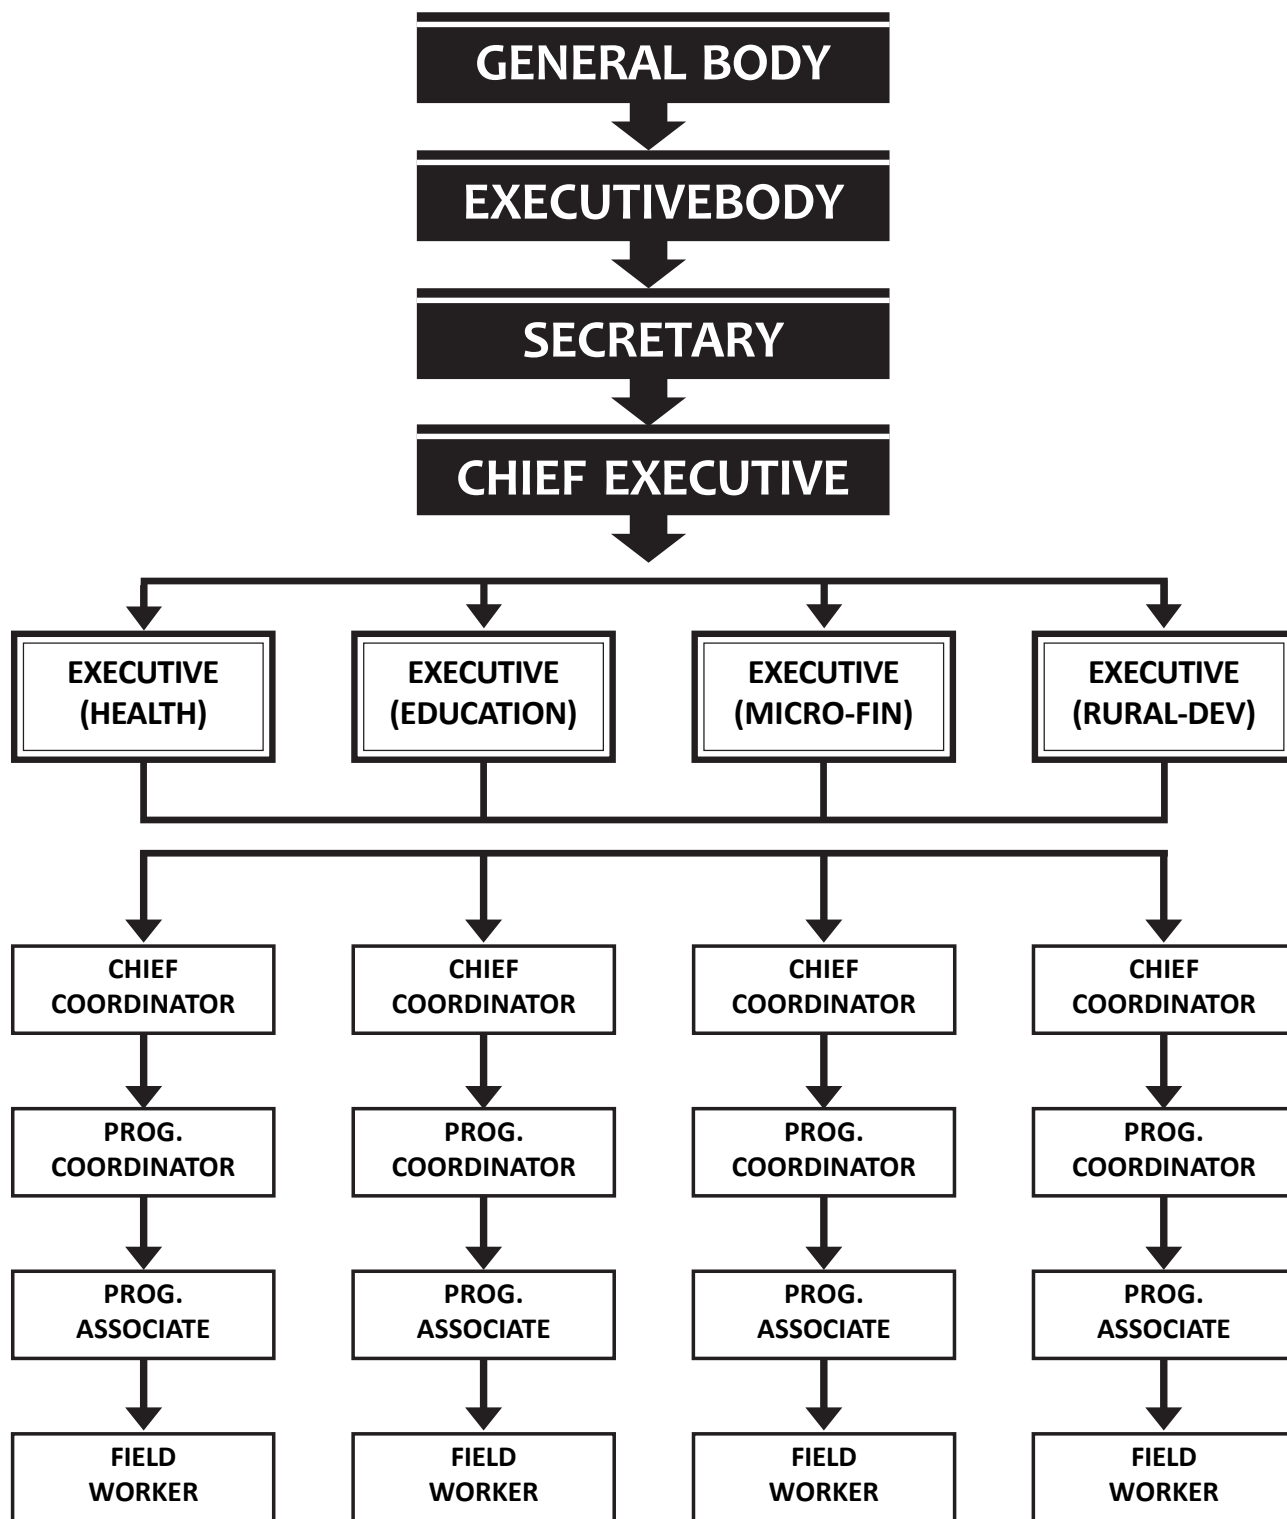 GENERAL BODY
EXECUTIVEBODY
SECRETARY
CHIEF EXECUTIVE
EXECUTIVE
(HEALTH)
EXECUTIVE
(EDUCATION)
EXECUTIVE
(MICRO-FIN)
EXECUTIVE
(RURAL-DEV)
CHIEF
COORDINATOR
CHIEF
COORDINATOR
CHIEF
COORDINATOR
CHIEF
COORDINATOR
PROG.
COORDINATOR
PROG.
COORDINATOR
PROG.
COORDINATOR
PROG.
COORDINATOR
PROG.
ASSOCIATE
PROG.
ASSOCIATE
PROG.
ASSOCIATE
PROG.
ASSOCIATE
FIELD
WORKER
FIELD
WORKER
FIELD
WORKER
FIELD
WORKER